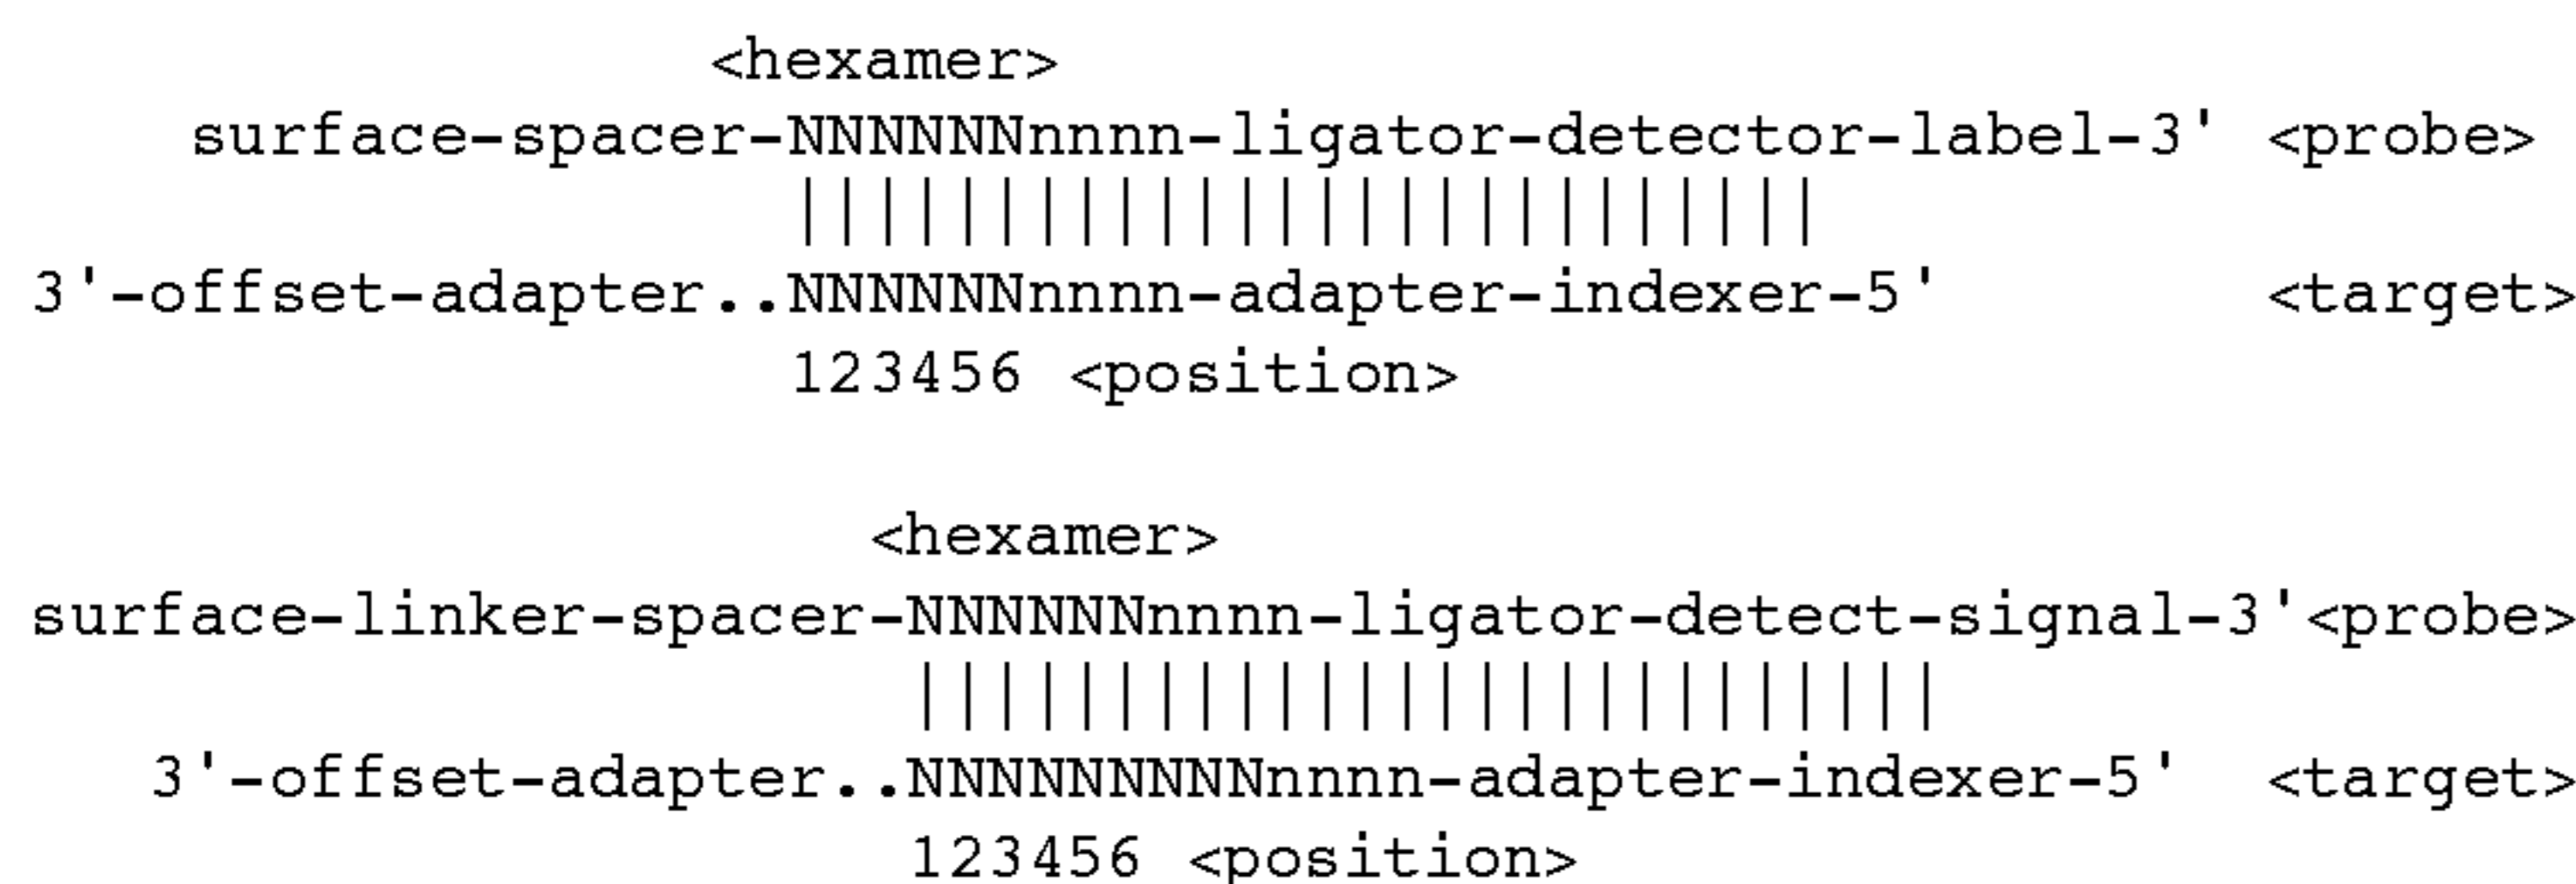 <hexamer>
surface-spacer-NNNNNNnnnn-ligator-detector-label-3' <probe>
||||||||||||||||||||||||||
3'-offset-adapter..NNNNNNnnnn-adapter-indexer-5' <target>
123456 <position>
<hexamer>
surface-linker-spacer-NNNNNNnnnn-ligator-detect-signal-3'<probe>
||||||||||||||||||||||||||
3'-offset-adapter..NNNNNNNNNnnnn-adapter-indexer-5' <target>
123456 <position>